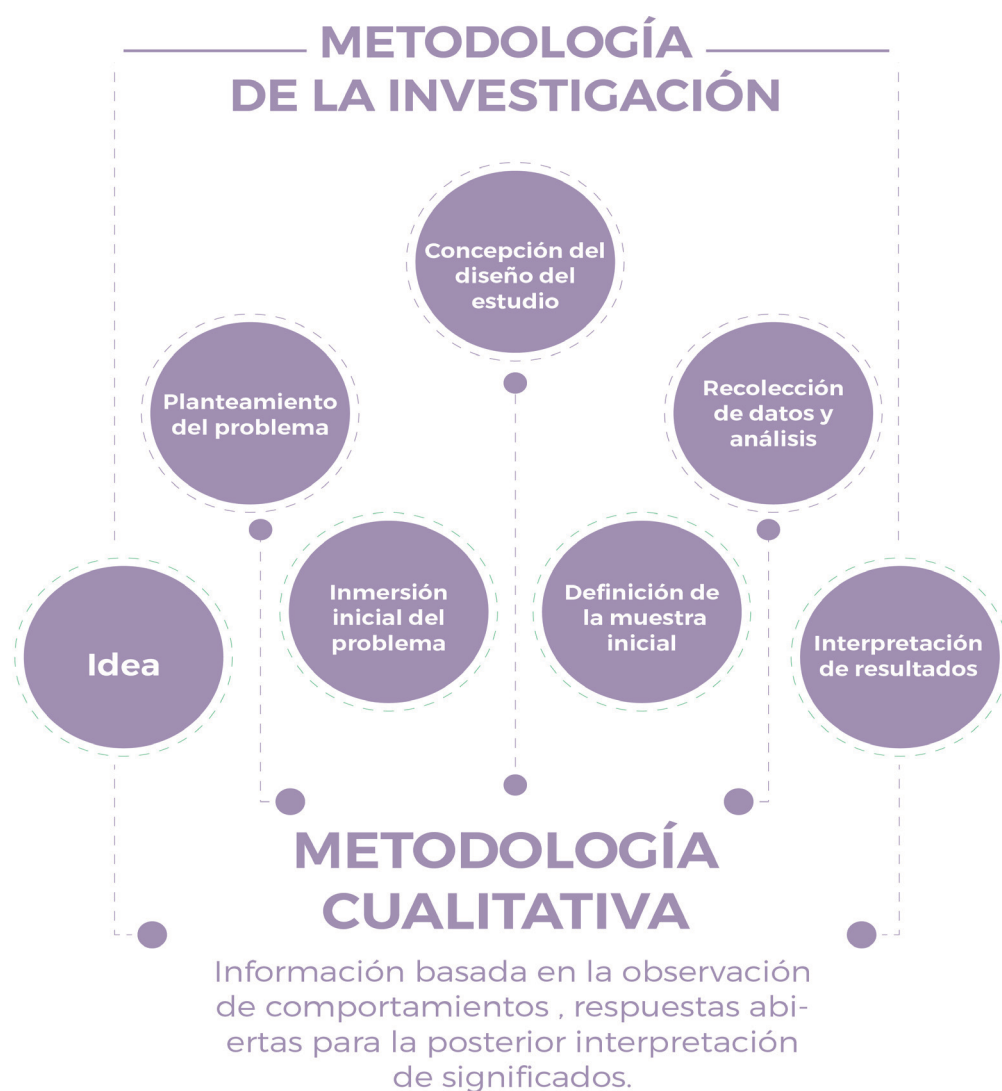 METODOLOGÍA
DE LA INVESTIGACIÓN
Concepción del
diseño del
estudio
Planteamiento
del problema
Recolección
de datos y
análisis
Inmersión
inicial del
problema
Definición de
la muestra
inicial
Idea
Interpretación
de resultados
METODOLOGÍA
CUALITATIVA
Información basada en la observación
de comportamientos , respuestas abi-
ertas para la posterior interpretación
de significados.